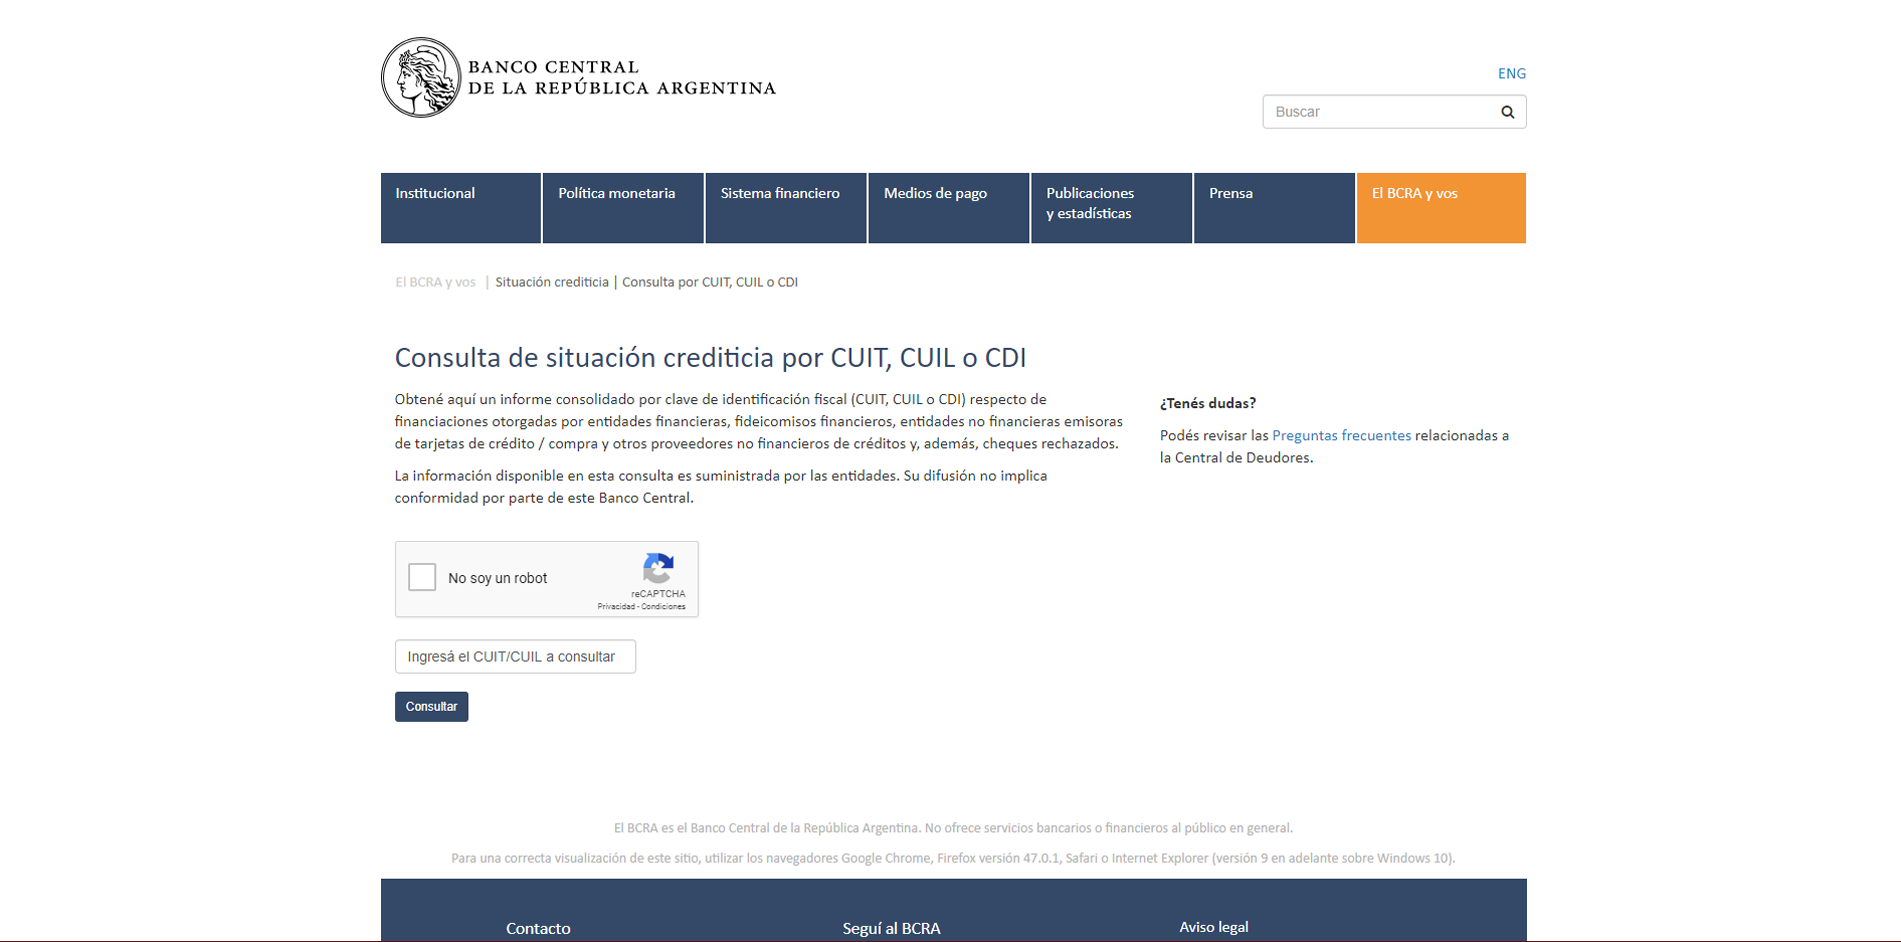 BANCO CENTRAL
DE LA REPÚBLICA ARGENTINA
ENG
Buscar
Institucional
Política monetaria
Sistema financiero
Medios de pago
Publicaciones
y estadísticas
Prensa
El BCRA y vos
El BCRA y vos | Situación crediticia | Consulta por CUIT, CUIL o CDI
Consulta de situación crediticia por CUIT, CUIL o CDI
Obtené aquí un informe consolidado por clave de identificación fiscal (CUIT, CUIL o CDI) respecto de
financiaciones otorgadas por entidades financieras, fideicomisos financieros, entidades no financieras emisoras
de tarjetas de crédito / compra y otros proveedores no financieros de créditos y, además, cheques rechazados.
La información disponible en esta consulta es suministrada por las entidades. Su difusión no implica
conformidad por parte de este Banco Central.
¿Tenés dudas?
Podés revisar las Preguntas frecuentes relacionadas a
la Central de Deudores.
No soy un robot
reCAPTCHA
Privacidad - Condiciones
Ingresá el CUIT/CUIL a consultar
Consultar
El BCRA es el Banco Central de la República Argentina. No ofrece servicios bancarios o financieros al público en general.
Para una correcta visualización de este sitio, utilizar los navegadores Google Chrome, Firefox versión 47.0.1, Safari o Internet Explorer (versión 9 en adelante sobre Windows 10).
Contacto
Seguí al BCRA
Aviso legal